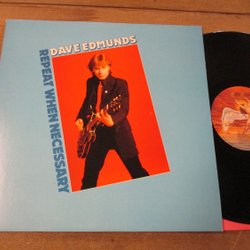 DAVE EDMUNDS
REPEAT WHEN NECESSARY